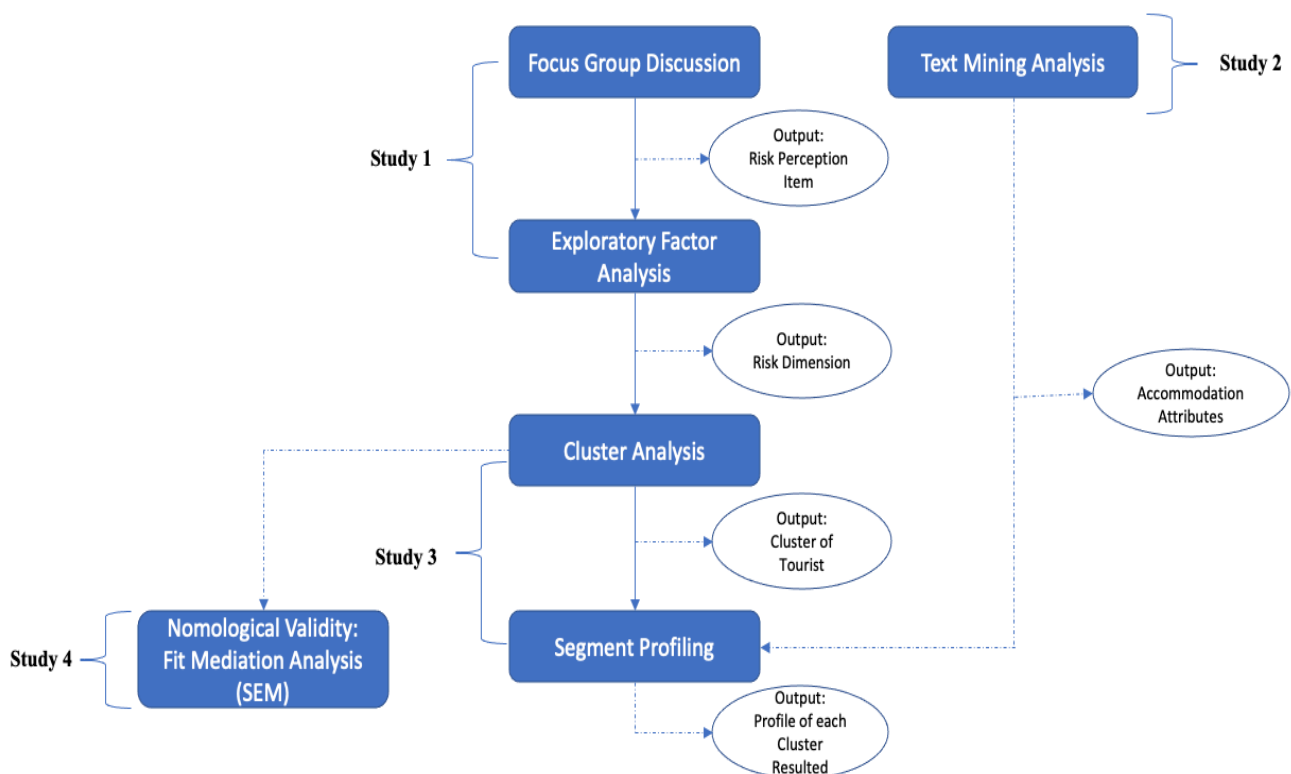 Focus Group Discussion
Text Mining Analysis
Study 2
Output:
Risk Perception
Item
Study 1
Exploratory Factor
Analysis
Output:
Risk Dimension
Output:
Accommodation
Attributes
Cluster Analysis
Output:
Cluster of
Tourist
Study 3
Nomological Validity:
Fit Mediation Analysis
(SEM)
Segment Profiling
Study 4
Output:
Profile of each
Cluster
Resulted